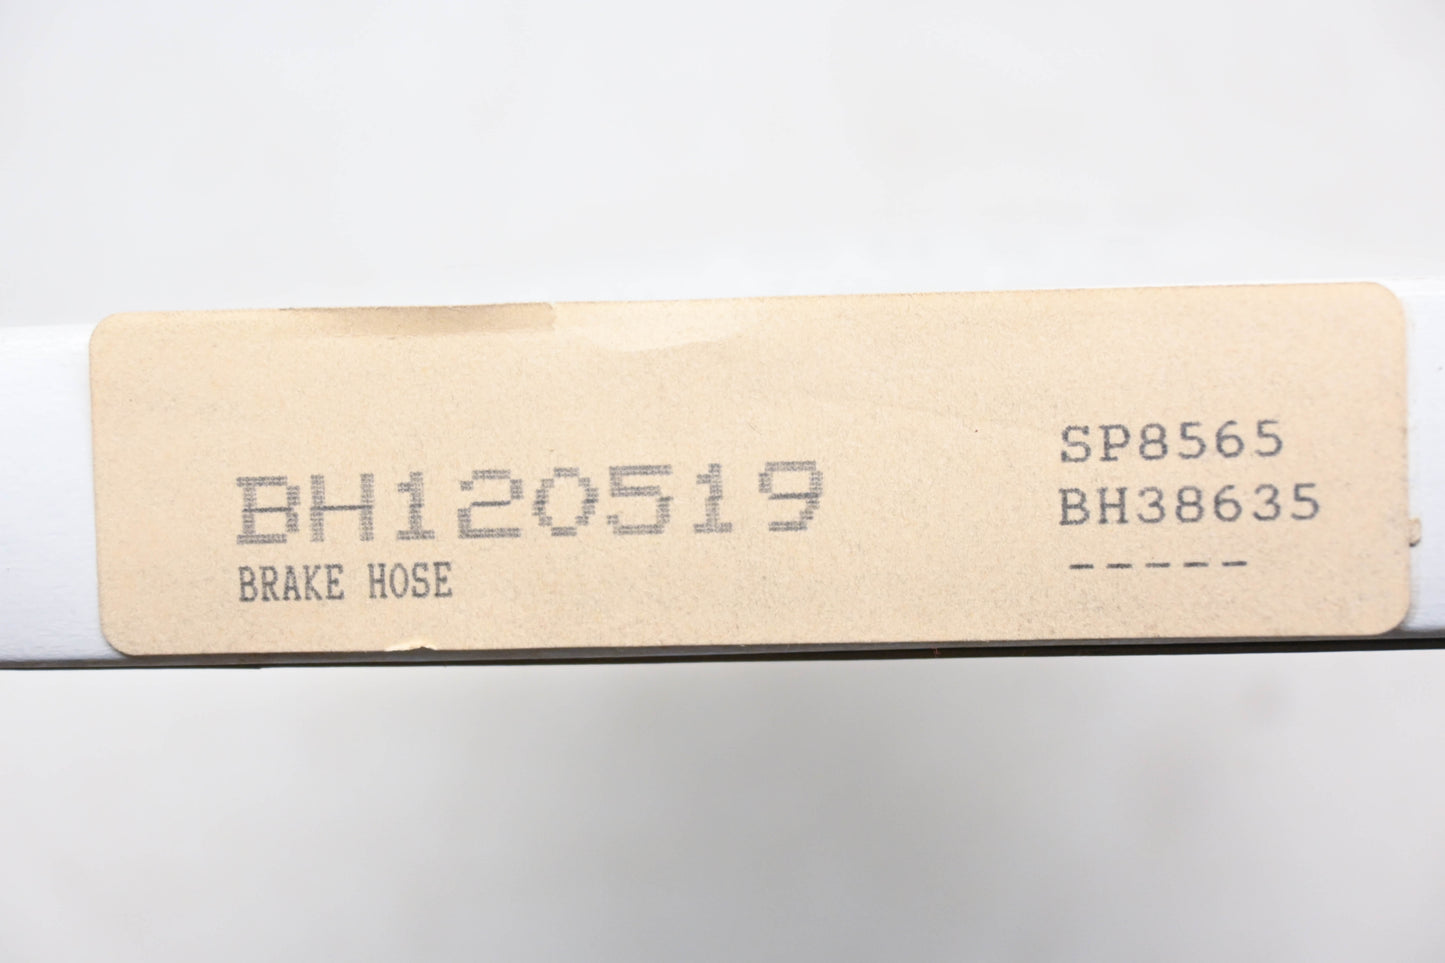 BH120519
BRAKE HOSE
SP8565
BH38635
-----